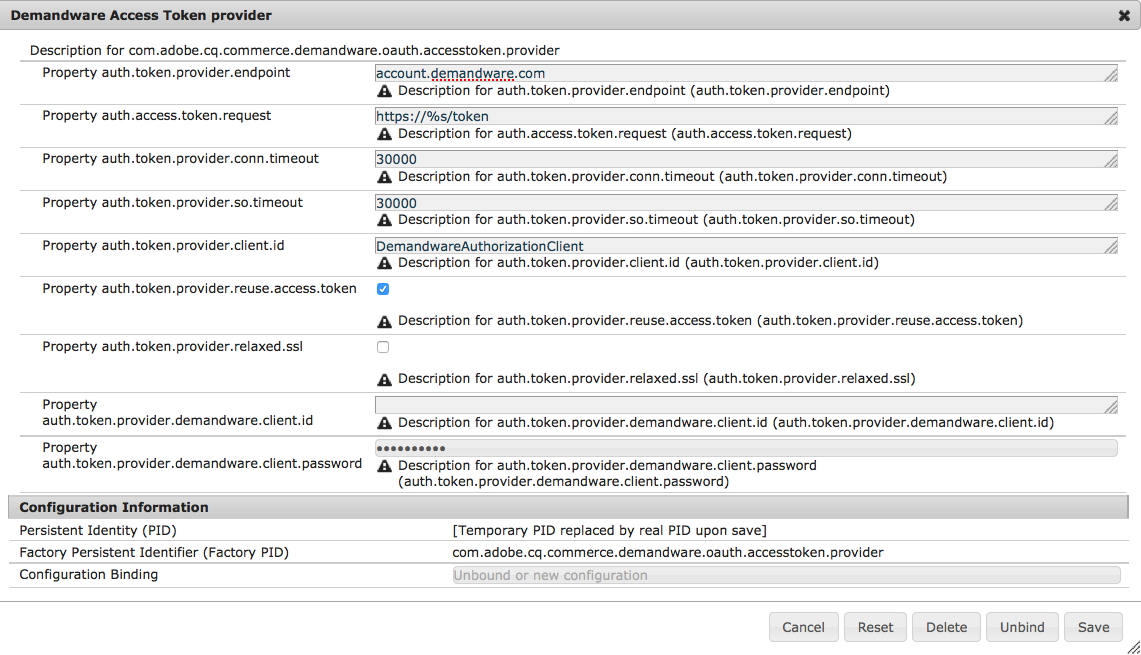 Demandware Access Token provider
Description for com.adobe.cq.commerce.demandware.oauth.accesstoken.provider
Property auth.token.provider.endpoint
account.demandware.com
Description for auth.token.provider.endpoint (auth.token.provider.endpoint)
Property auth.access.token.request
https://%s/token
Description for auth.access.token.request (auth.access.token.request)
Property auth.token.provider.conn.timeout
30000
Description for auth.token.provider.conn.timeout (auth.token.provider.conn.timeout)
Property auth.token.provider.so.timeout
30000
Description for auth.token.provider.so.timeout (auth.token.provider.so.timeout)
Property auth.token.provider.client.id
DemandwareAuthorizationClient
Description for auth.token.provider.client.id (auth.token.provider.client.id)
Property auth.token.provider.reuse.access.token
Description for auth.token.provider.reuse.access.token (auth.token.provider.reuse.access.token)
Property auth.token.provider.relaxed.ssl
Description for auth.token.provider.relaxed.ssl (auth.token.provider.relaxed.ssl)
Property
auth.token.provider.demandware.client.id
Description for auth.token.provider.demandware.client.id (auth.token.provider.demandware.client.id)
Property
auth.token.provider.demandware.client.password
••••••••••
Description for auth.token.provider.demandware.client.password
(auth.token.provider.demandware.client.password)
Configuration Information
Persistent Identity (PID)
[Temporary PID replaced by real PID upon save]
Factory Persistent Identifier (Factory PID)
com.adobe.cq.commerce.demandware.oauth.accesstoken.provider
Configuration Binding
Unbound or new configuration
Cancel
Reset
Delete
Unbind
Save